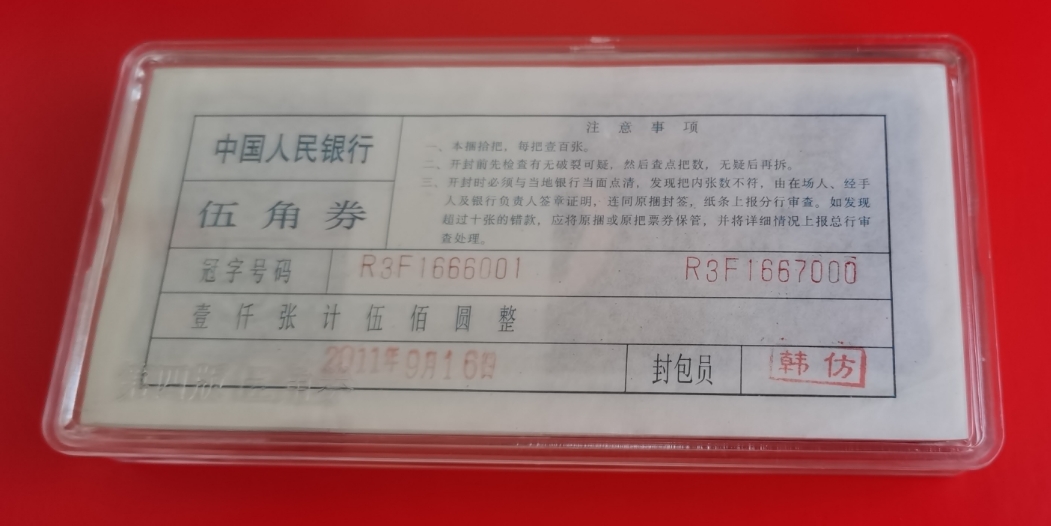 中国人民银行
伍角券
注意事项
一、本捆拾把，每把壹百张。
二、开封前先检查有无破裂可疑，然后查点把数，无疑后再拆。
三、开封时必须与当地银行当面点清，发现把内张数不符，由在场人、经手
人及银行负责人签章证明，连同原捆封签，纸条上报分行审查。如发现
超过十张的错款，应将原捆或原把票券保管，并将详细情况上报总行审
查处理。
冠字号码 R3F1666001 R3F1667000
壹仟张计伍佰圆整
2011年9月16日 封包员 韩仿
第四版伍角券